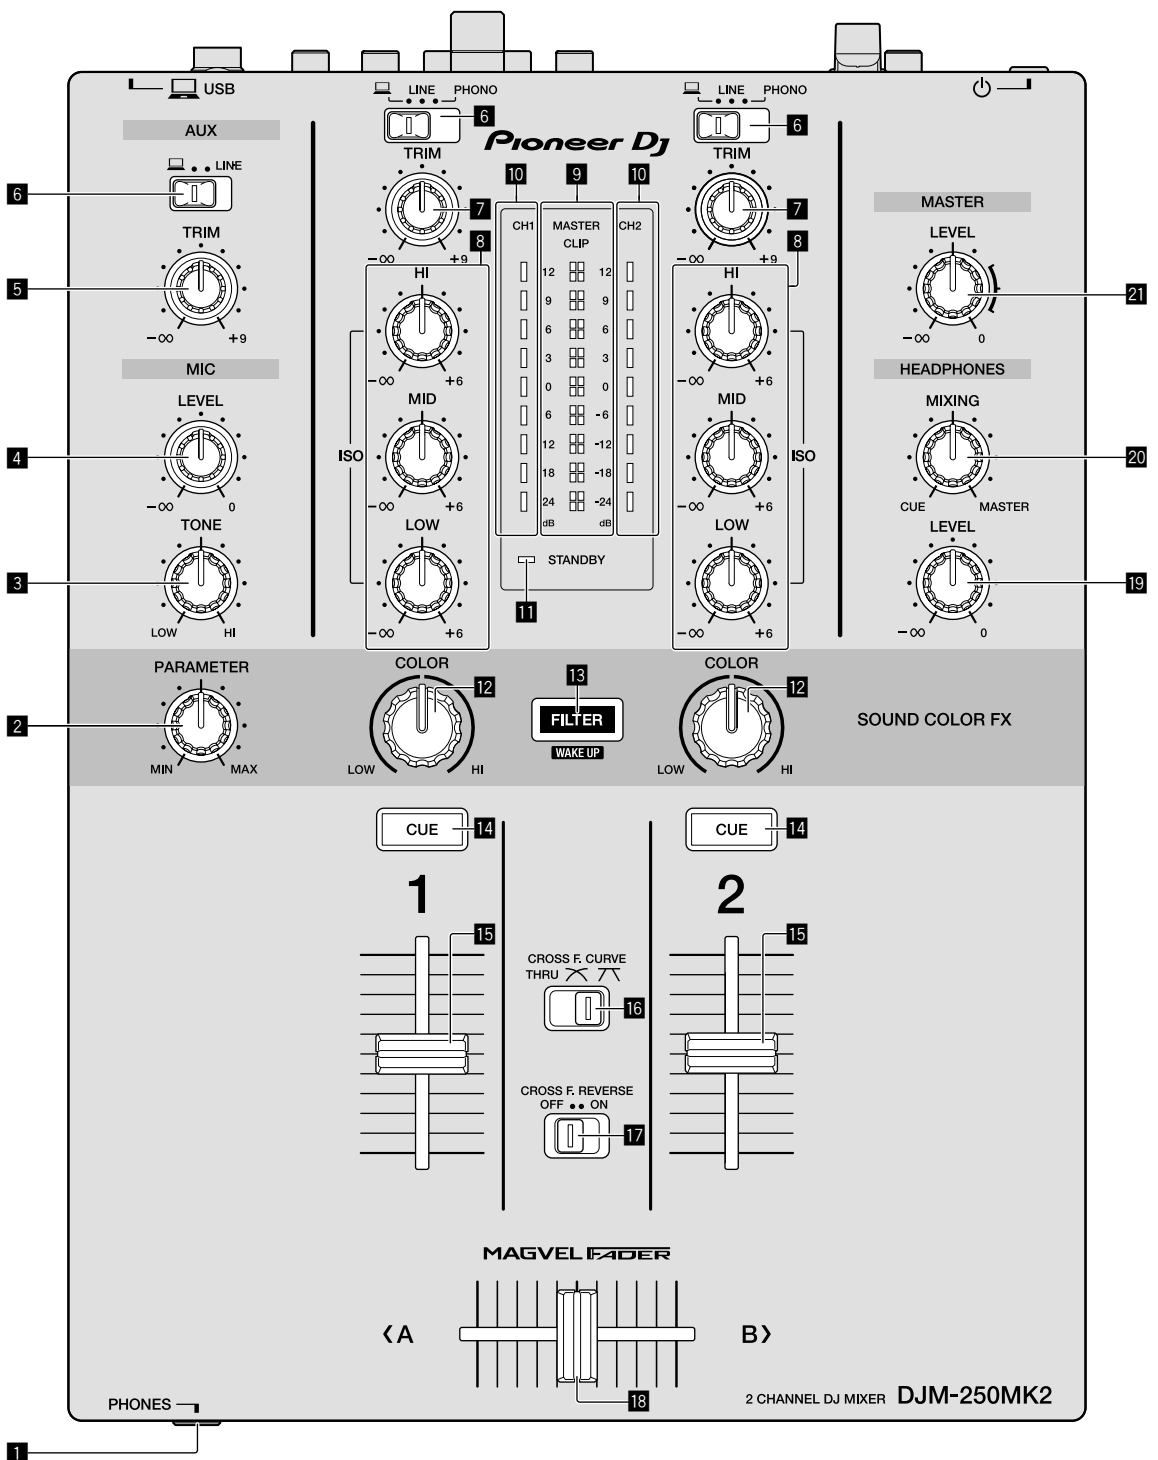 USB
LINE PHONO
LINE PHONO
AUX
6
6
Pioneer Dj
LINE
6
TRIM
TRIM
10
9
10
7
7
MASTER
CH1
MASTER
CH2
CLIP
LEVEL
TRIM
8
8
-∞ +9
-∞ +9
5
HI
HI
12 12
21
9 9
6 6
-∞ +9
-∞ 0
3 3
MIC
HEADPHONES
-∞ +6
0 0
-∞ +6
LEVEL
MID
MID
MIXING
6 -6
12 -12
4
ISO
ISO
20
18 -18
24 -24
-∞ 0
-∞ +6
-∞ +6
CUE MASTER
TONE
LOW
dB dB
LOW
LEVEL
STANDBY
3
19
11
LOW HI
-∞ +6
-∞ +6
-∞ 0
PARAMETER
COLOR
COLOR
13
12
12
2
FILTER
SOUND COLOR FX
WAKE UP
MIN MAX
LOW HI
LOW HI
CUE
14
CUE
14
1
2
15
15
CROSS F. CURVE
THRU
16
CROSS F. REVERSE
OFF ON
17
MAGVEL FADER
‹A
B›
18
2 CHANNEL DJ MIXER DJM-250MK2
PHONES
1